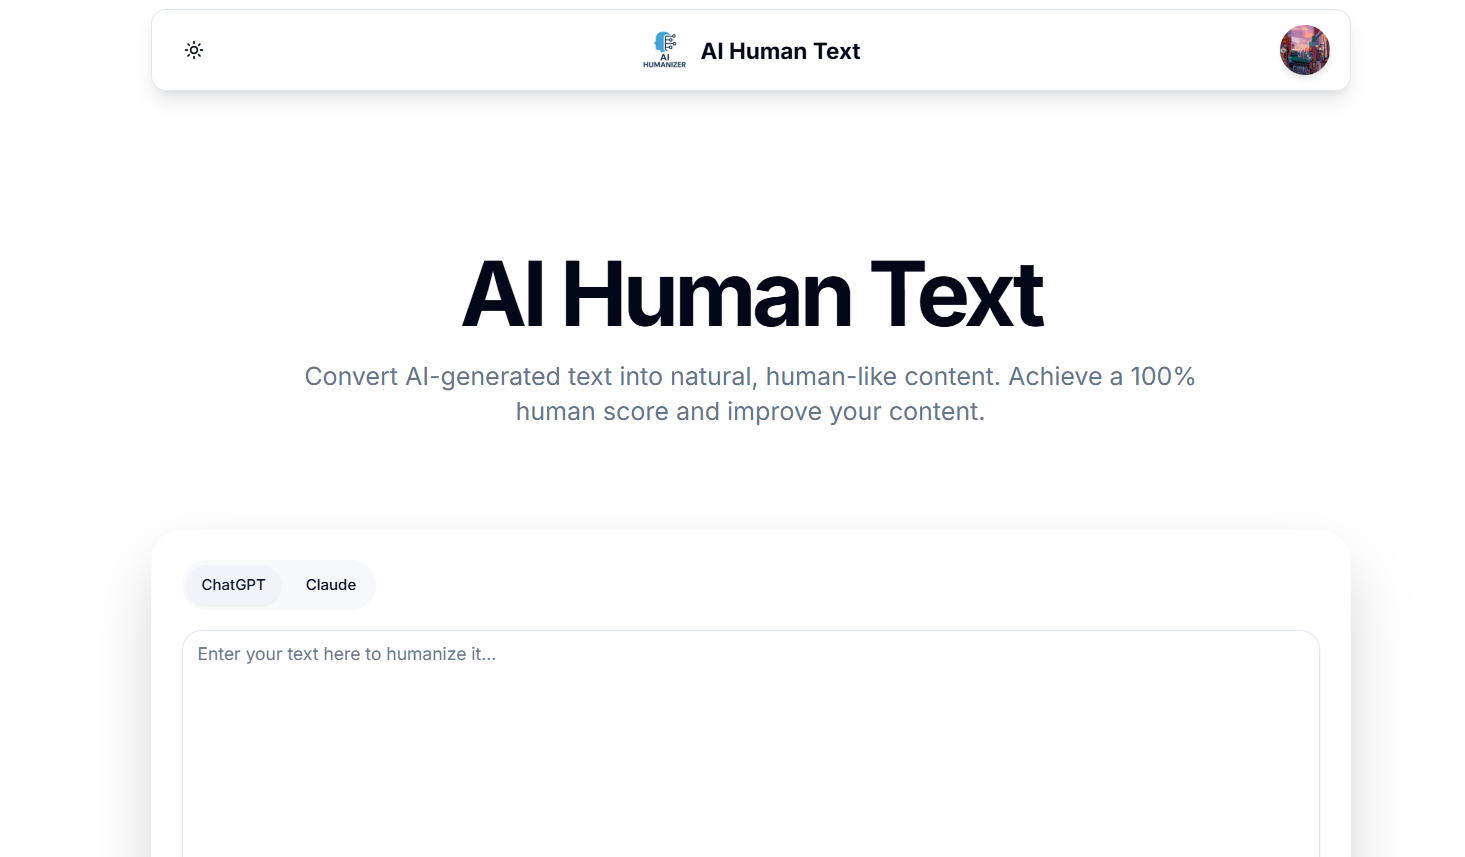 AI
HUMANIZER
AI Human Text
AI Human Text
Convert AI-generated text into natural, human-like content. Achieve a 100%
human score and improve your content.
ChatGPT
Claude
Enter your text here to humanize it...